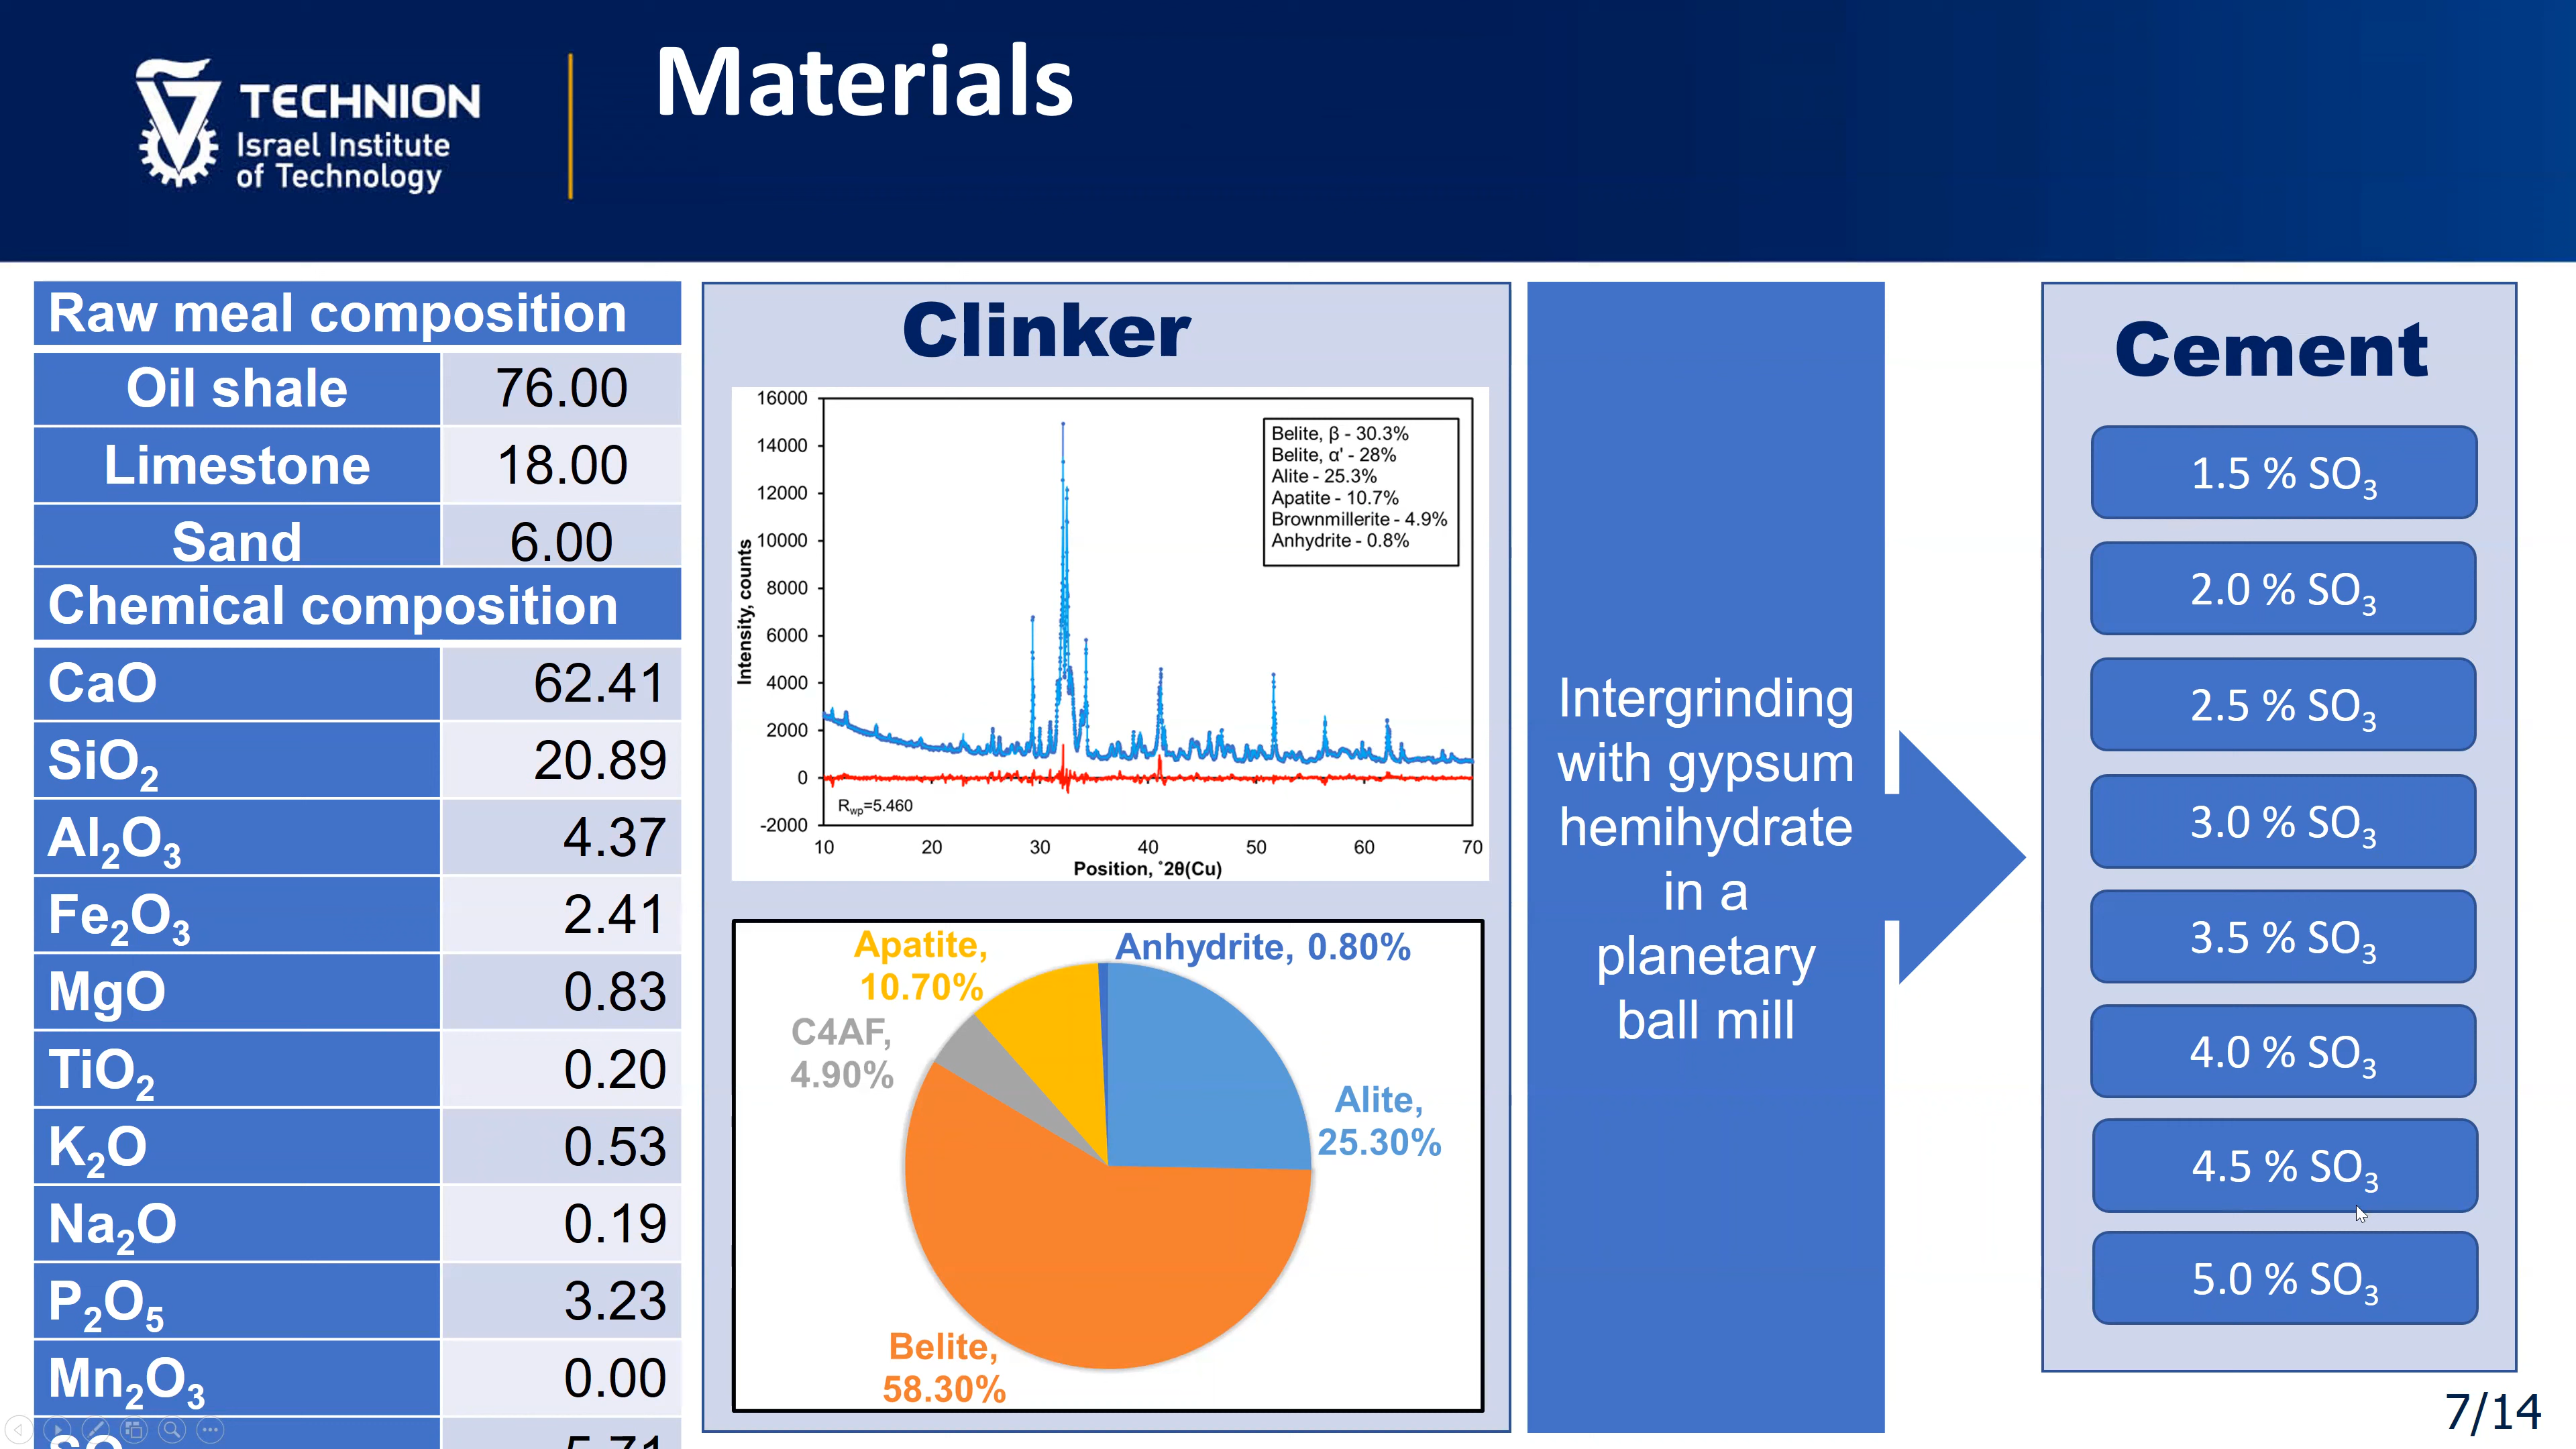 TECHNION
Israel Institute
of Technology
Materials
Raw meal composition
Oil shale 76.00
Limestone 18.00
Sand 6.00
Chemical composition
CaO 62.41
SiO₂ 20.89
Al₂O₃ 4.37
Fe₂O₃ 2.41
MgO 0.83
TiO₂ 0.20
K₂O 0.53
Na₂O 0.19
P₂O₅ 3.23
Mn₂O₃ 0.00
Clinker
16000
14000
12000
10000
8000
6000
4000
2000
0
-2000
Intensity, counts
Belite, β - 30.3%
Belite, α' - 28%
Alite - 25.3%
Apatite - 10.7%
Brownmillerite - 4.9%
Anhydrite - 0.8%
Rwp=5.460
10 20 30 40 50 60 70
Position, ˚2θ(Cu)
Apatite,
10.70%
Anhydrite, 0.80%
C4AF,
4.90%
Alite,
25.30%
Belite,
58.30%
Intergrinding
with gypsum
hemihydrate
in a
planetary
ball mill
Cement
1.5 % SO₃
2.0 % SO₃
2.5 % SO₃
3.0 % SO₃
3.5 % SO₃
4.0 % SO₃
4.5 % SO₃
5.0 % SO₃
7/14